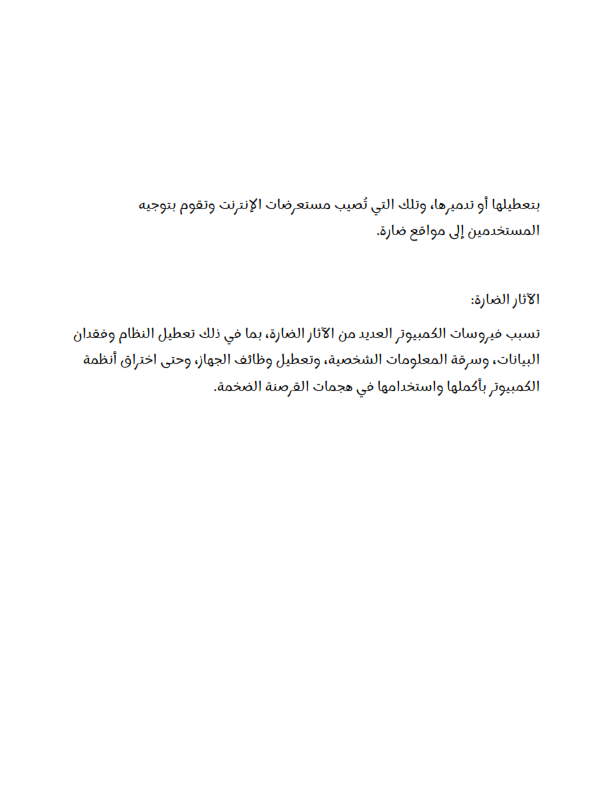 بتعطيلها أو تدميرها، وتلك التي تُصيب مستعرضات الإنترنت وتقوم بتوجيه
المستخدمين إلى مواقع ضارة.
الآثار الضارة:
تسبب فيروسات الكمبيوتر العديد من الآثار الضارة، بما في ذلك تعطيل النظام وفقدان
البيانات، وسرقة المعلومات الشخصية، وتعطيل وظائف الجهاز، وحتى اختراق أنظمة
الكمبيوتر بأكملها واستخدامها في هجمات القرصنة الضخمة.